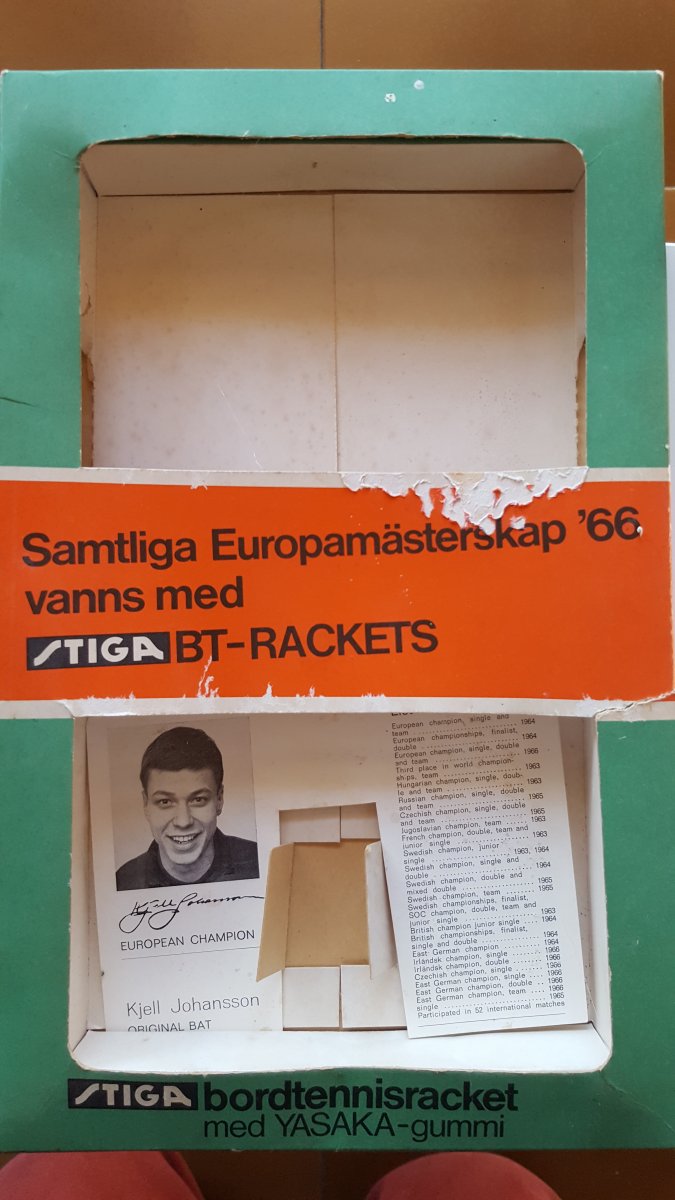 Samtliga Europamästerskap '66
vanns med
STIGA BT-RACKETS
Kjell Johansson
EUROPEAN CHAMPION
Kjell Johansson
ORIGINAL BAT
European champion, single and
team ........ 1964
European championships, finalist,
double ........ 1964
European champion, single, double
and team ........ 1966
Third place in world champion-
ships, team ........ 1963
Hungarian champion, single, doub-
le and team ........ 1963
Russian champion, single, double
and team ........ 1965
Czechish champion, single, double
and team ........ 1965
Jugoslavian champion, team ........ 1963
French champion, double, team and
junior single ........ 1963
Swedish champion, junior
single ........ 1963, 1964
Swedish champion, single and
double ........ 1964
Swedish champion, double and
mixed double ........ 1965
Swedish champion, team ........ 1965
Swedish championships, finalist,
SOC champion, double, team and
junior single ........ 1963
British champion junior single .... 1964
British championships, finalist,
single and double ........ 1964
East German champion ........ 1964
Irländsk champion, single ........ 1966
Irländsk champion, double ........ 1966
Czechish champion, single ........ 1966
East German champion, single .. 1966
East German champion, double .. 1966
East German champion, team .... 1966
single ........ 1965
Participated in 52 international matches
STIGA bordtennisracket
med YASAKA-gummi